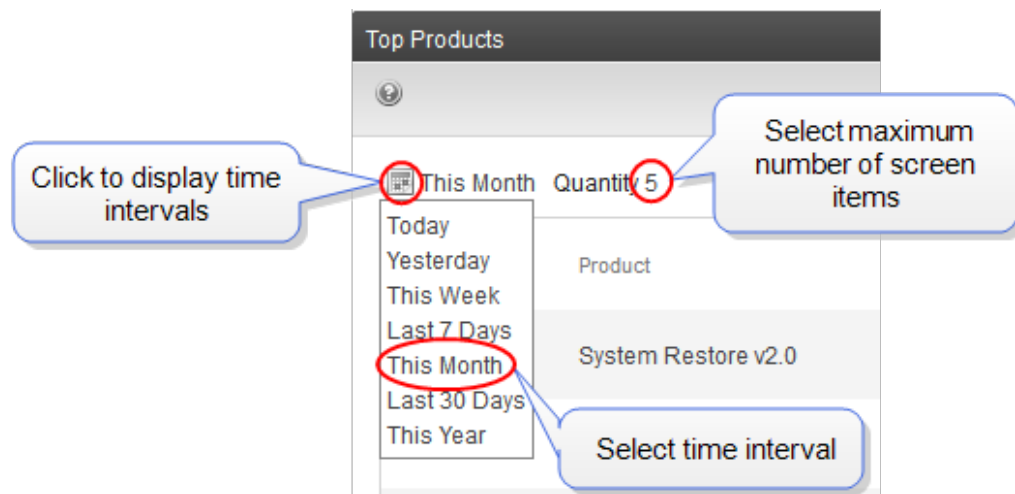 Top Products
Click to display time
intervals
This Month Quantity 5
Select maximum
number of screen
items
Today
Yesterday
This Week
Last 7 Days
This Month
Last 30 Days
This Year
Product
System Restore v2.0
Select time interval